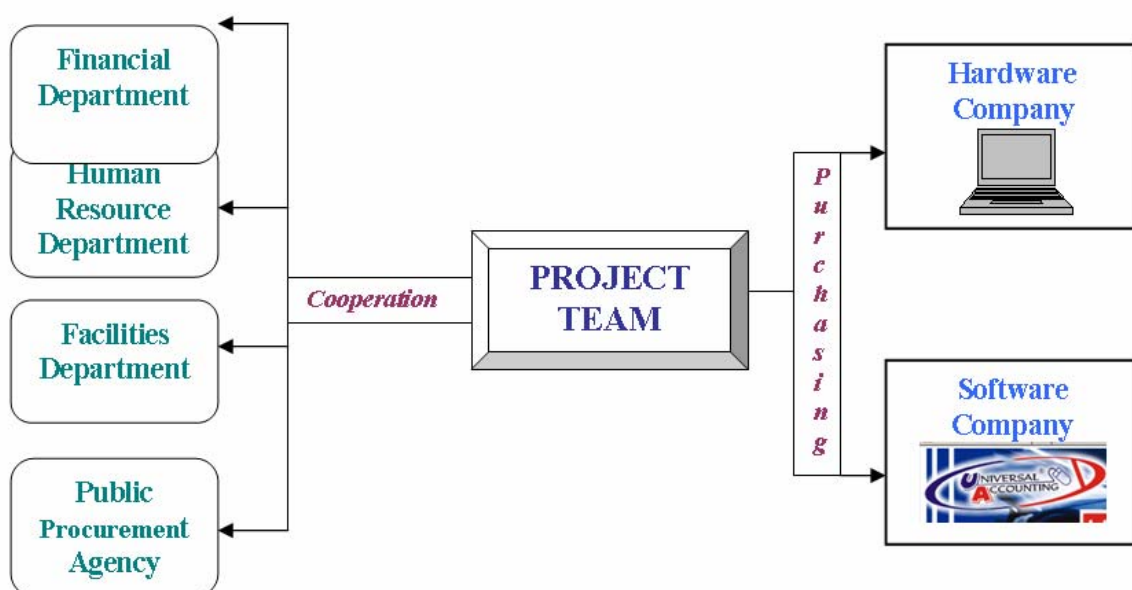 Financial
Department
Human
Resource
Department
Facilities
Department
Public
Procurement
Agency
Cooperation
PROJECT
TEAM
Purchasing
Hardware
Company
Software
Company
UNIVERSAL
ACCOUNTING